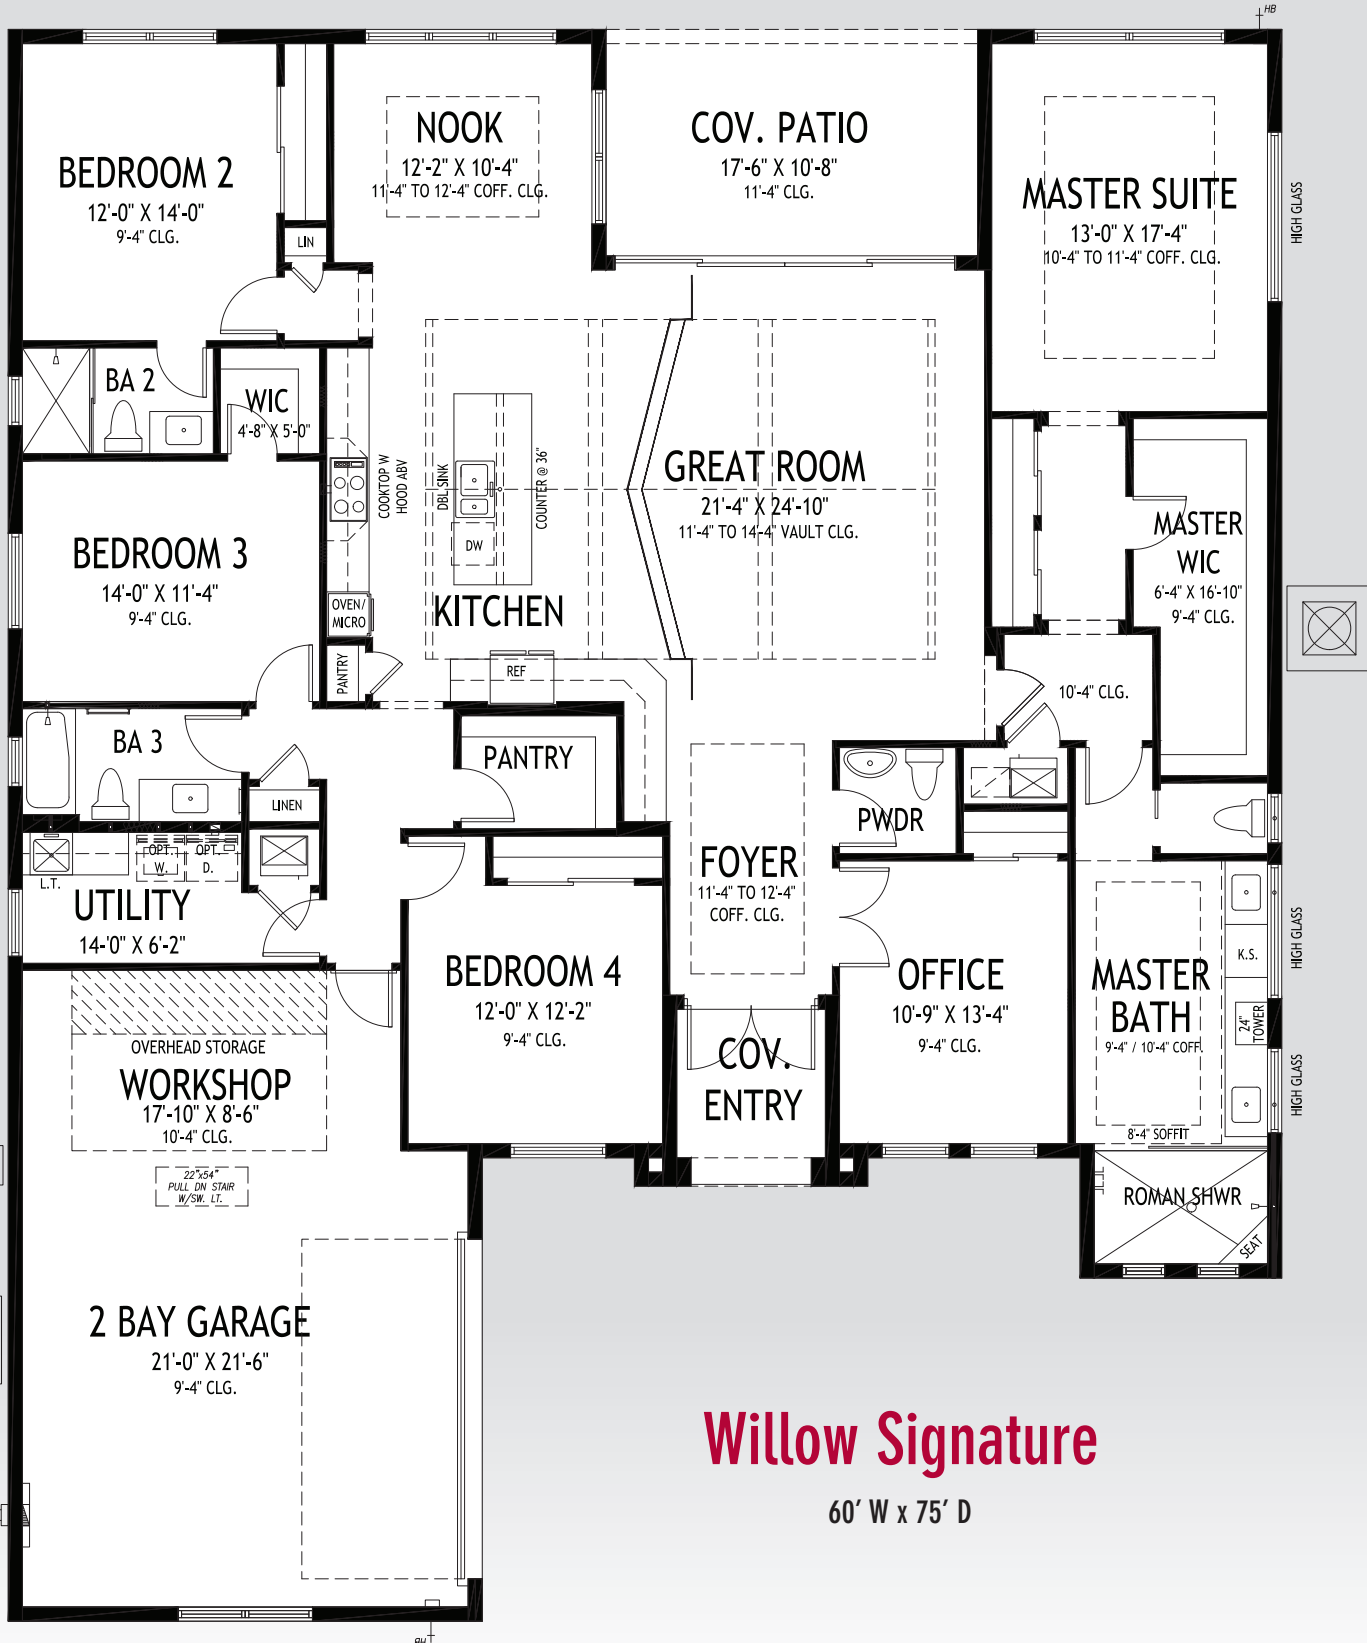 HB
BEDROOM 2
12'-0" X 14'-0"
9'-4" CLG.
LIN
NOOK
12'-2" X 10'-4"
11'-4" TO 12'-4" COFF. CLG.
COV. PATIO
17'-6" X 10'-8"
11'-4" CLG.
MASTER SUITE
13'-0" X 17'-4"
10'-4" TO 11'-4" COFF. CLG.
HIGH GLASS
BA 2
WIC
4'-8" X 5'-0"
COOKTOP W
HOOD ABV
DBL SINK
COUNTER @ 36"
DW
GREAT ROOM
21'-4" X 24'-10"
11'-4" TO 14'-4" VAULT CLG.
MASTER
WIC
6'-4" X 16'-10"
9'-4" CLG.
BEDROOM 3
14'-0" X 11'-4"
9'-4" CLG.
OVEN/
MICRO
KITCHEN
PANTRY
REF
10'-4" CLG.
BA 3
LINEN
PANTRY
PWDR
OPT.
W.
OPT.
D.
L.T.
UTILITY
14'-0" X 6'-2"
FOYER
11'-4" TO 12'-4"
COFF. CLG.
BEDROOM 4
12'-0" X 12'-2"
9'-4" CLG.
OFFICE
10'-9" X 13'-4"
9'-4" CLG.
MASTER
BATH
9'-4" / 10'-4" COFF.
K.S.
24"
TOWER
HIGH GLASS
HIGH GLASS
8'-4" SOFFIT
OVERHEAD STORAGE
WORKSHOP
17'-10" X 8'-6"
10'-4" CLG.
22"x54"
PULL DN STAIR
W/SW. LT.
COV.
ENTRY
ROMAN SHWR
SEAT
2 BAY GARAGE
21'-0" X 21'-6"
9'-4" CLG.
Willow Signature
60' W x 75' D
HB